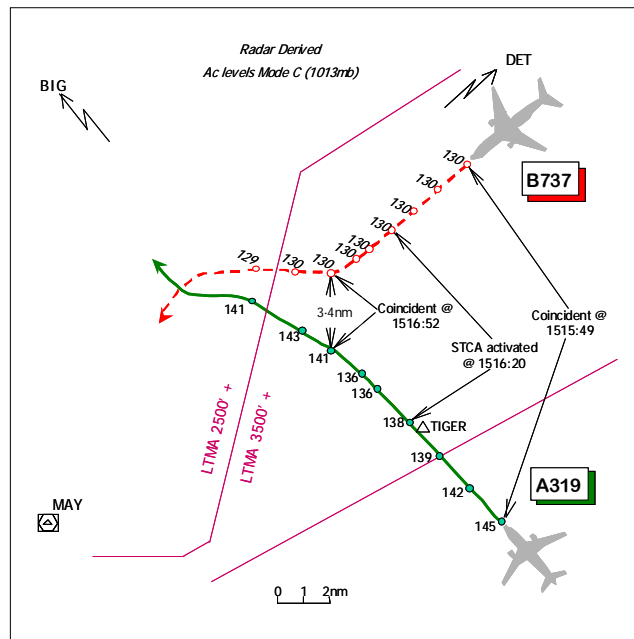 Radar Derived
Ac levels Mode C (1013mb)
DET
BIG
130
B737
130
130
130
130
130
130
130
129
3·4nm
Coincident @
1516:52
Coincident @
1515:49
STCA activated
@ 1516:20
141
143
141
136
136
138
TIGER
139
142
145
A319
LTMA 2500' +
LTMA 3500' +
MAY
0 1 2nm